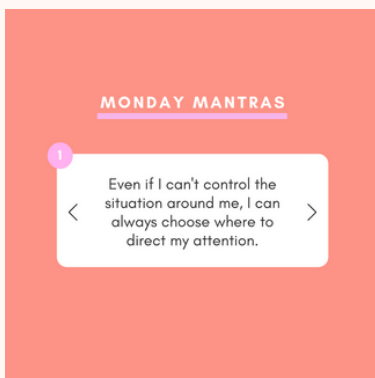 MONDAY MANTRAS
1
Even if I can't control the
situation around me, I can
always choose where to
direct my attention.